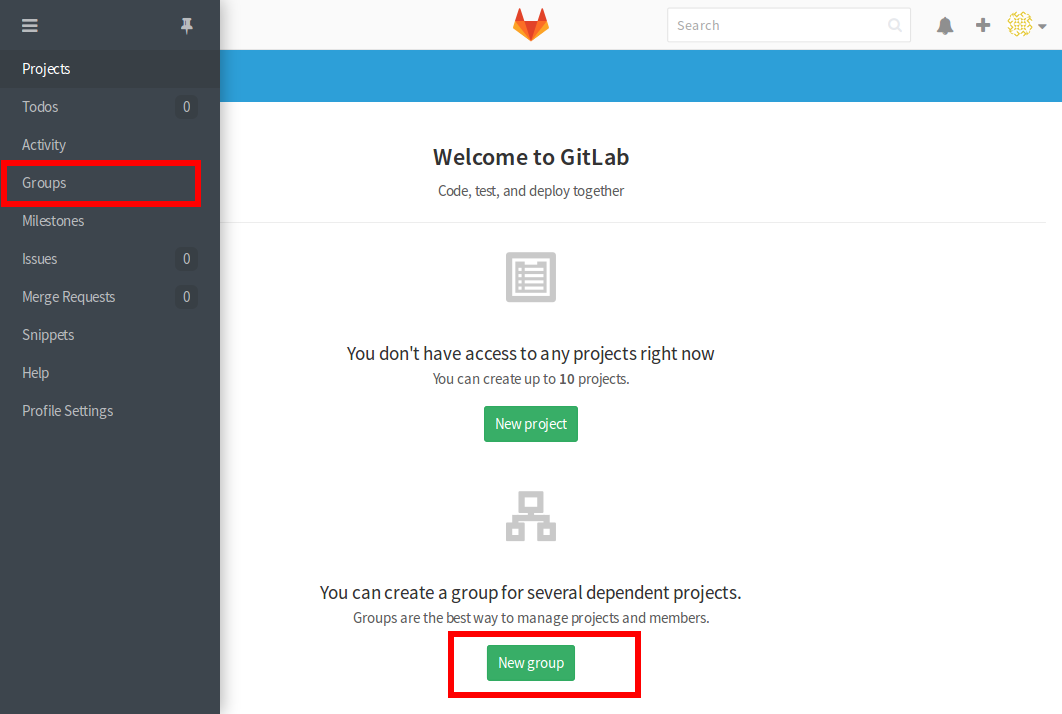 Search
Projects
Todos 0
Activity
Groups
Milestones
Issues 0
Merge Requests 0
Snippets
Help
Profile Settings
Welcome to GitLab
Code, test, and deploy together
You don't have access to any projects right now
You can create up to 10 projects.
New project
You can create a group for several dependent projects.
Groups are the best way to manage projects and members.
New group